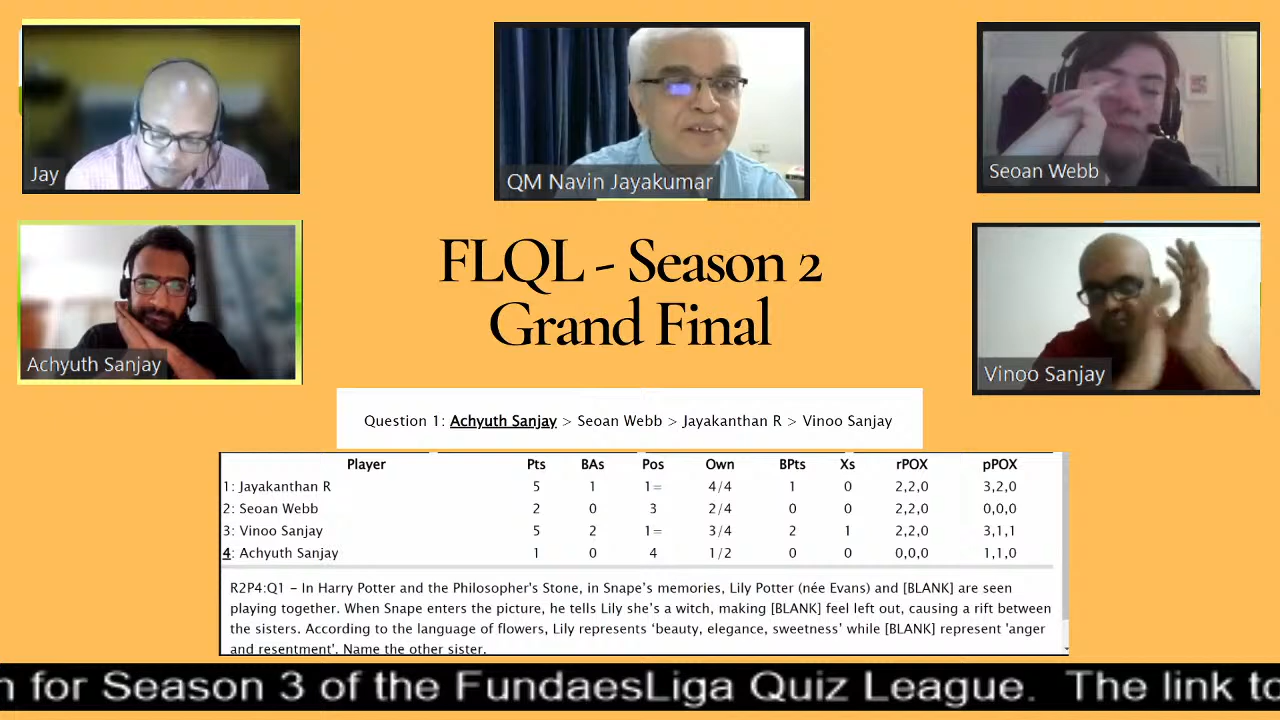 Jay
QM Navin Jayakumar
Seoan Webb
Achyuth Sanjay
Vinoo Sanjay
FLQL - Season 2
Grand Final
Question 1: Achyuth Sanjay > Seoan Webb > Jayakanthan R > Vinoo Sanjay
Player Pts BAs Pos Own BPts Xs rPOX pPOX
1: Jayakanthan R 5 1 1= 4/4 1 0 2,2,0 3,2,0
2: Seoan Webb 2 0 3 2/4 0 0 2,2,0 0,0,0
3: Vinoo Sanjay 5 2 1= 3/4 2 1 2,2,0 3,1,1
4: Achyuth Sanjay 1 0 4 1/2 0 0 0,0,0 1,1,0
R2P4:Q1 – In Harry Potter and the Philosopher's Stone, in Snape's memories, Lily Potter (née Evans) and [BLANK] are seen
playing together. When Snape enters the picture, he tells Lily she's a witch, making [BLANK] feel left out, causing a rift between
the sisters. According to the language of flowers, Lily represents 'beauty, elegance, sweetness' while [BLANK] represent 'anger
and resentment'. Name the other sister.
n for Season 3 of the FundaesLiga Quiz League. The link to